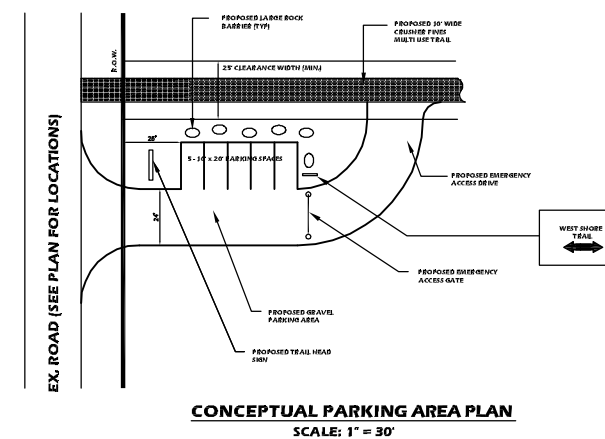 PROPOSED LARGE ROCK
BARRIER (TYP)
PROPOSED 10' WIDE
CRUSHER FINES
MULTI USE TRAIL
R.O.W.
25' CLEARANCE WIDTH (MIN.)
5 - 10' x 20' PARKING SPACES
24'
PROPOSED EMERGENCY
ACCESS DRIVE
WEST SHORE
TRAIL
PROPOSED EMERGENCY
ACCESS GATE
PROPOSED GRAVEL
PARKING AREA
PROPOSED TRAIL HEAD
SIGN
EX. ROAD (SEE PLAN FOR LOCATIONS)
CONCEPTUAL PARKING AREA PLAN
SCALE: 1" = 30'